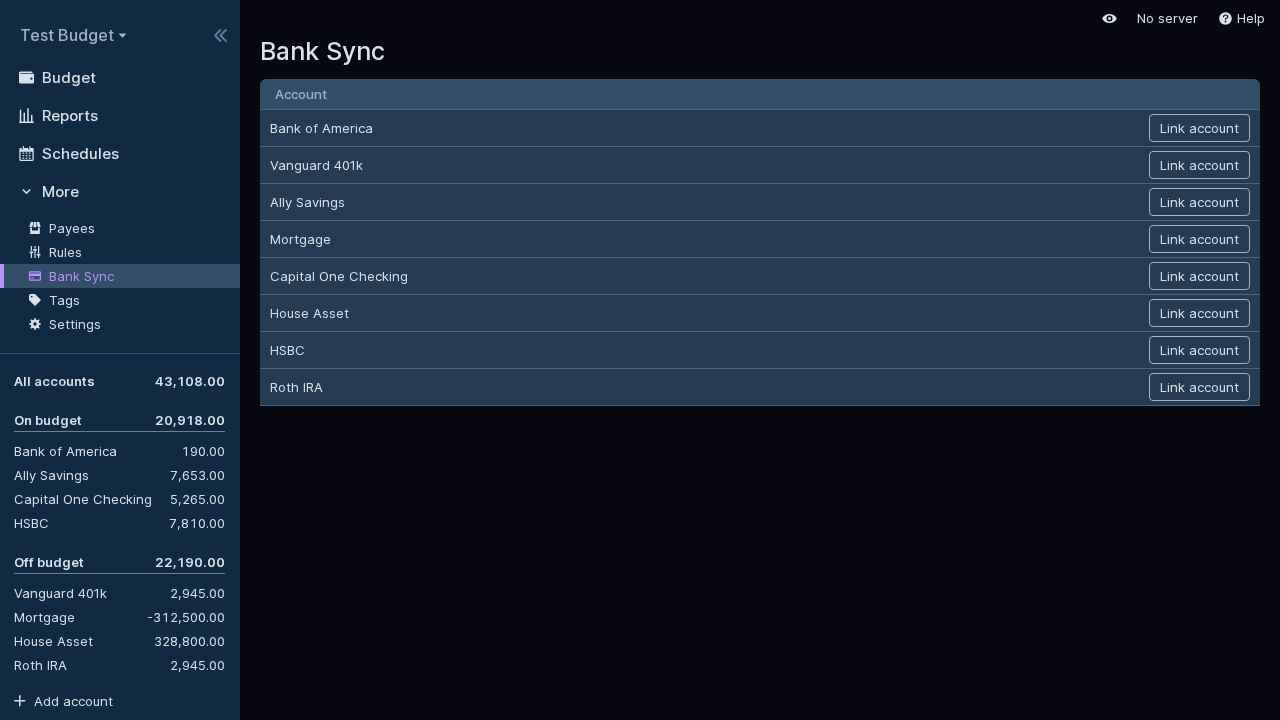 Test Budget
Budget
Reports
Schedules
More
Payees
Rules
Bank Sync
Tags
Settings
All accounts 43,108.00
On budget 20,918.00
Bank of America 190.00
Ally Savings 7,653.00
Capital One Checking 5,265.00
HSBC 7,810.00
Off budget 22,190.00
Vanguard 401k 2,945.00
Mortgage -312,500.00
House Asset 328,800.00
Roth IRA 2,945.00
Add account
No server Help
Bank Sync
Account
Bank of America Link account
Vanguard 401k Link account
Ally Savings Link account
Mortgage Link account
Capital One Checking Link account
House Asset Link account
HSBC Link account
Roth IRA Link account